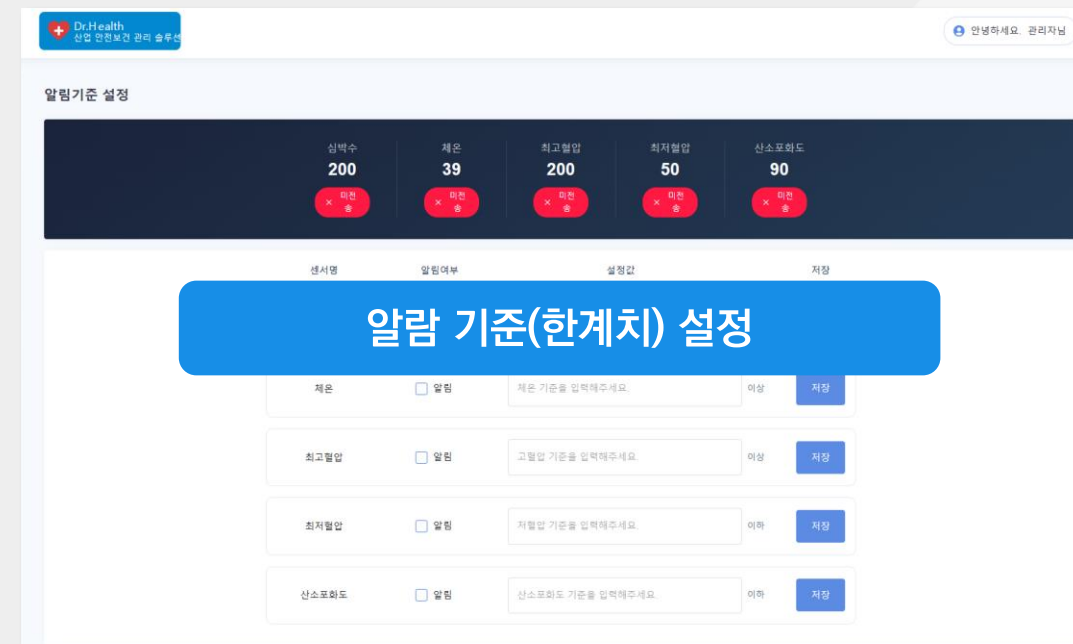 Dr.Health
산업 안전보건 관리 솔루션
안녕하세요. 관리자님
알림기준 설정
심박수 체온 최고혈압 최저혈압 산소포화도
200 39 200 50 90
× 미전송 × 미전송 × 미전송 × 미전송 × 미전송
센서명 알림여부 설정값 저장
알람 기준(한계치) 설정
체온 알림 체온 기준을 입력해주세요. 이상 저장
최고혈압 알림 고혈압 기준을 입력해주세요. 이상 저장
최저혈압 알림 저혈압 기준을 입력해주세요. 이하 저장
산소포화도 알림 산소포화도 기준을 입력해주세요. 이하 저장